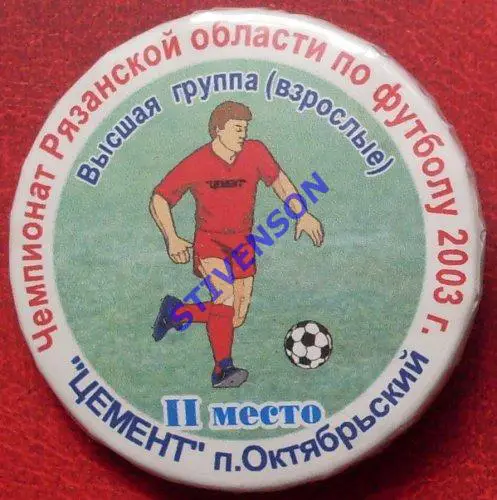 Чемпионат Рязанской области по футболу 2003 г.
Высшая группа (взрослые)
"ЦЕМЕНТ"
STIVENSON
II место
"ЦЕМЕНТ" п.Октябрьский